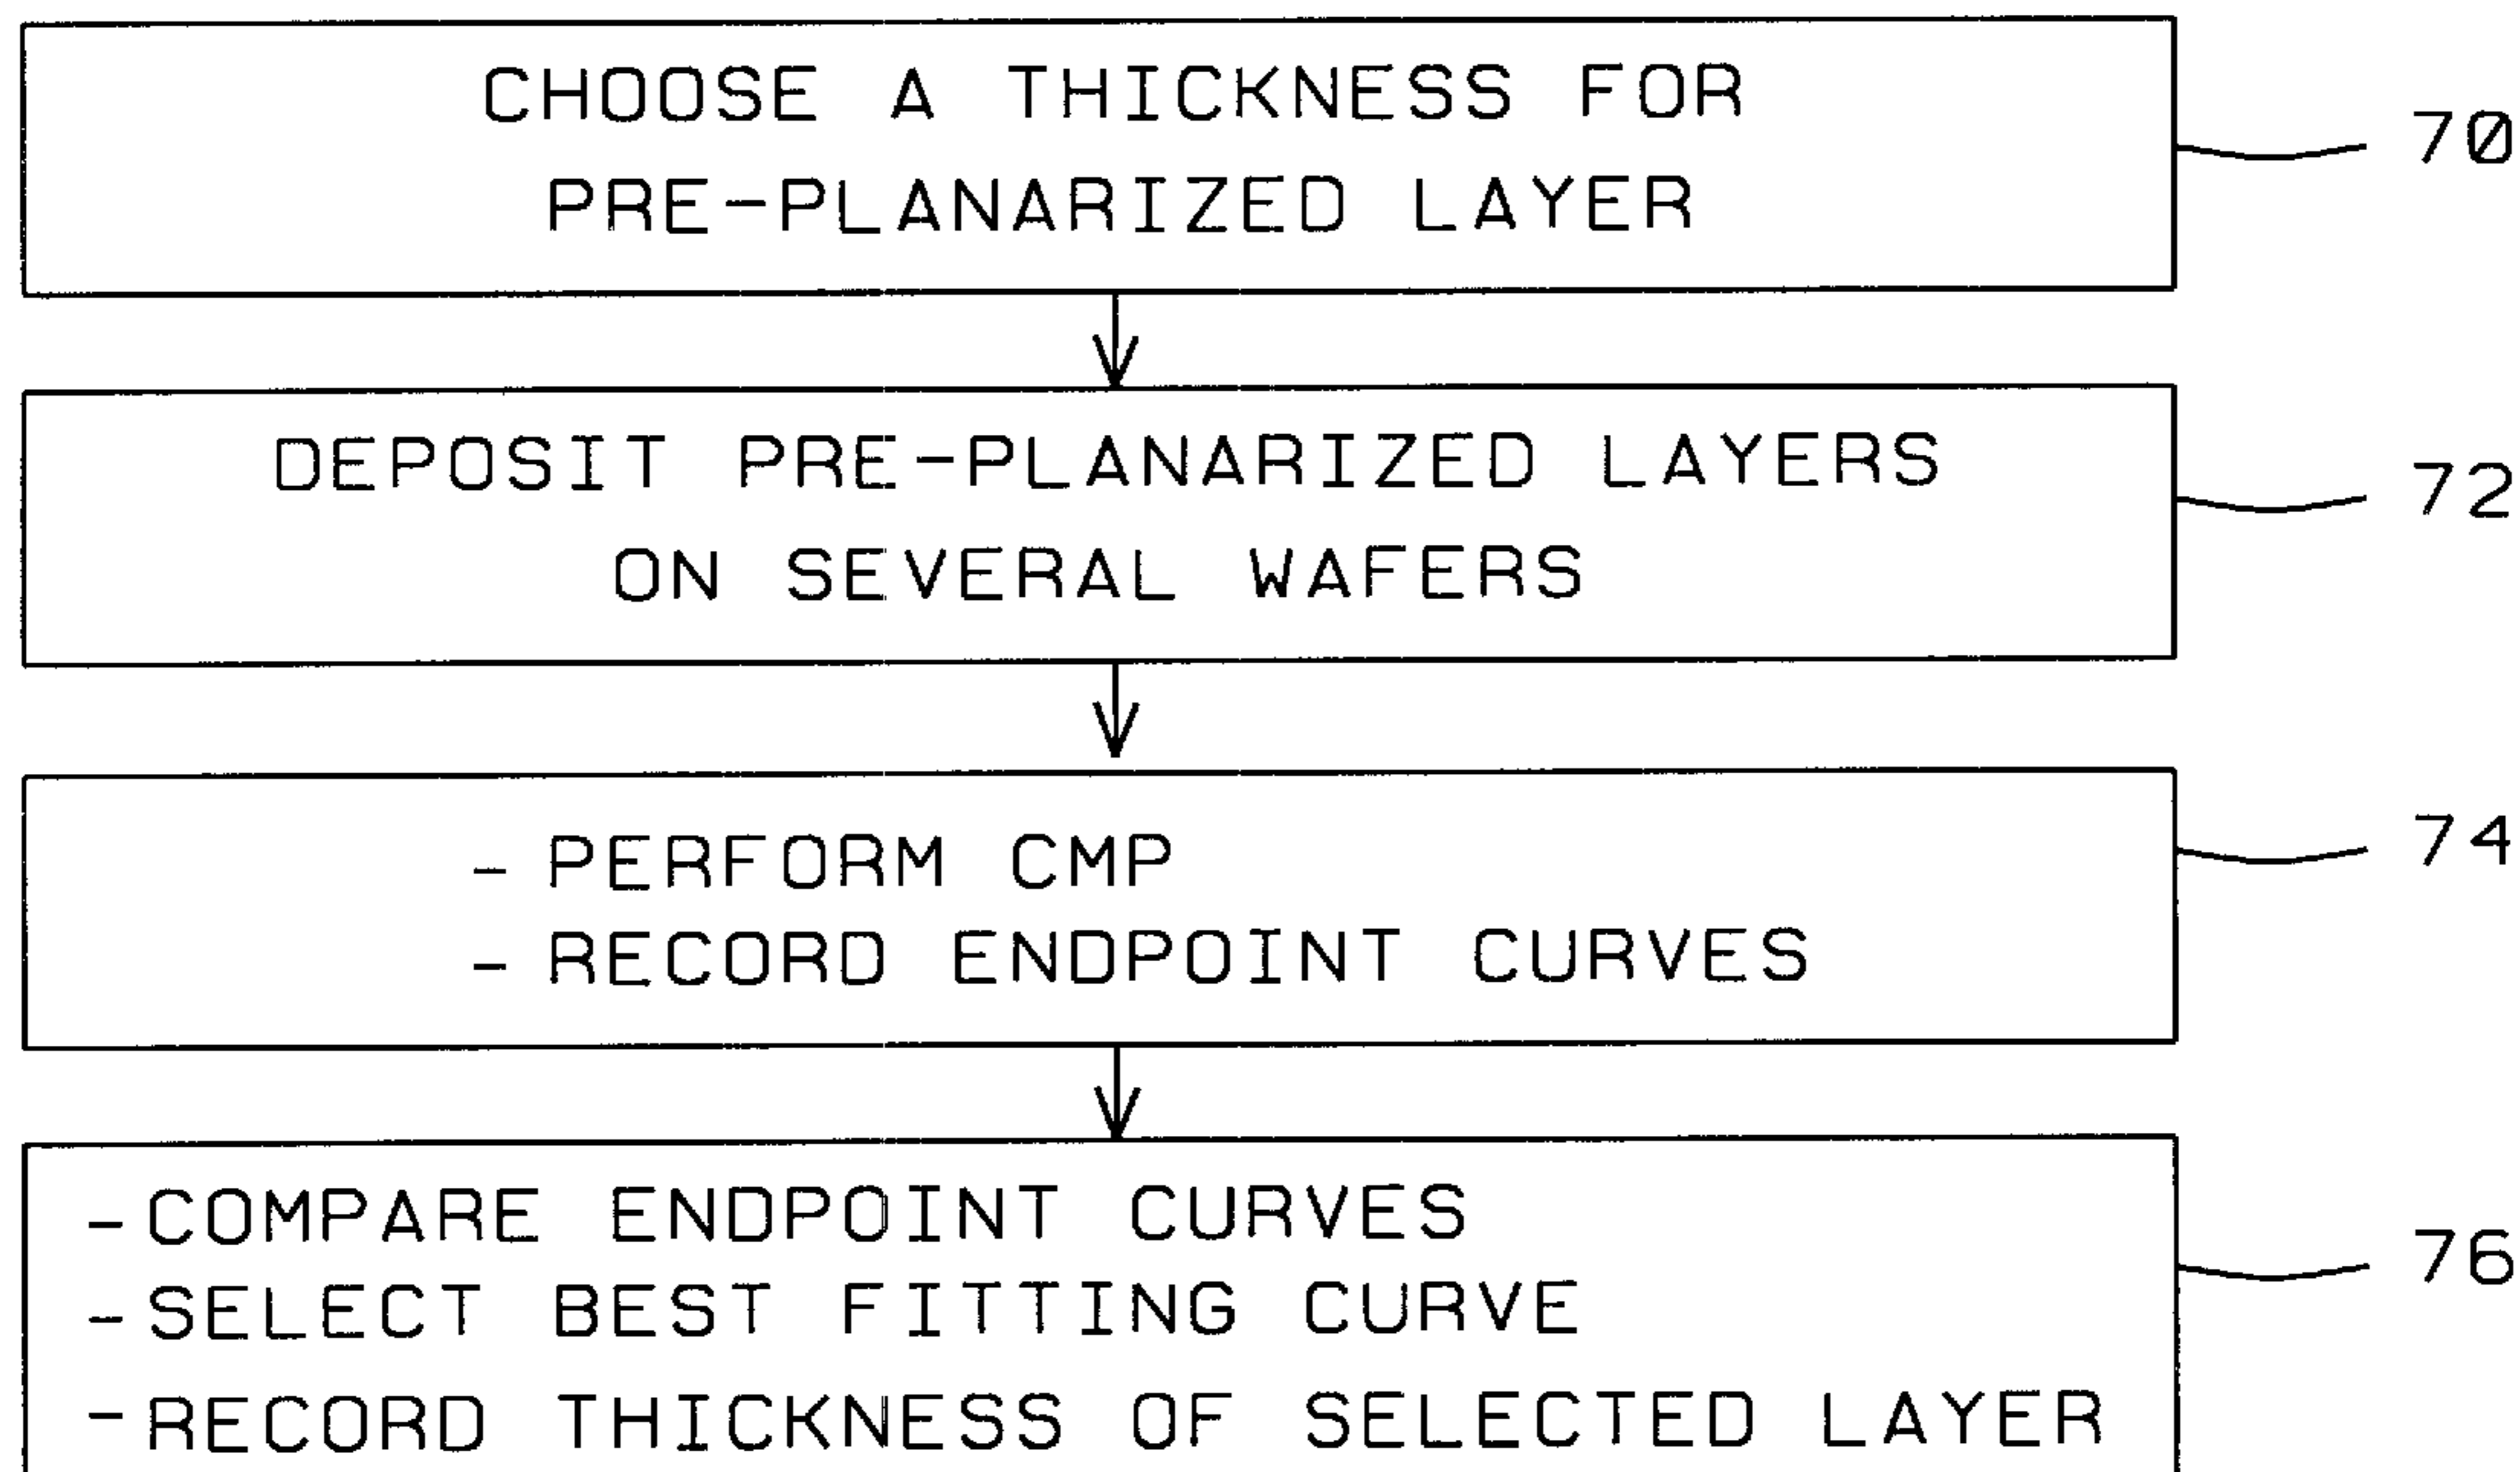 CHOOSE A THICKNESS FOR
PRE-PLANARIZED LAYER
70
DEPOSIT PRE-PLANARIZED LAYERS
ON SEVERAL WAFERS
72
- PERFORM CMP
- RECORD ENDPOINT CURVES
74
- COMPARE ENDPOINT CURVES
- SELECT BEST FITTING CURVE
- RECORD THICKNESS OF SELECTED LAYER
76